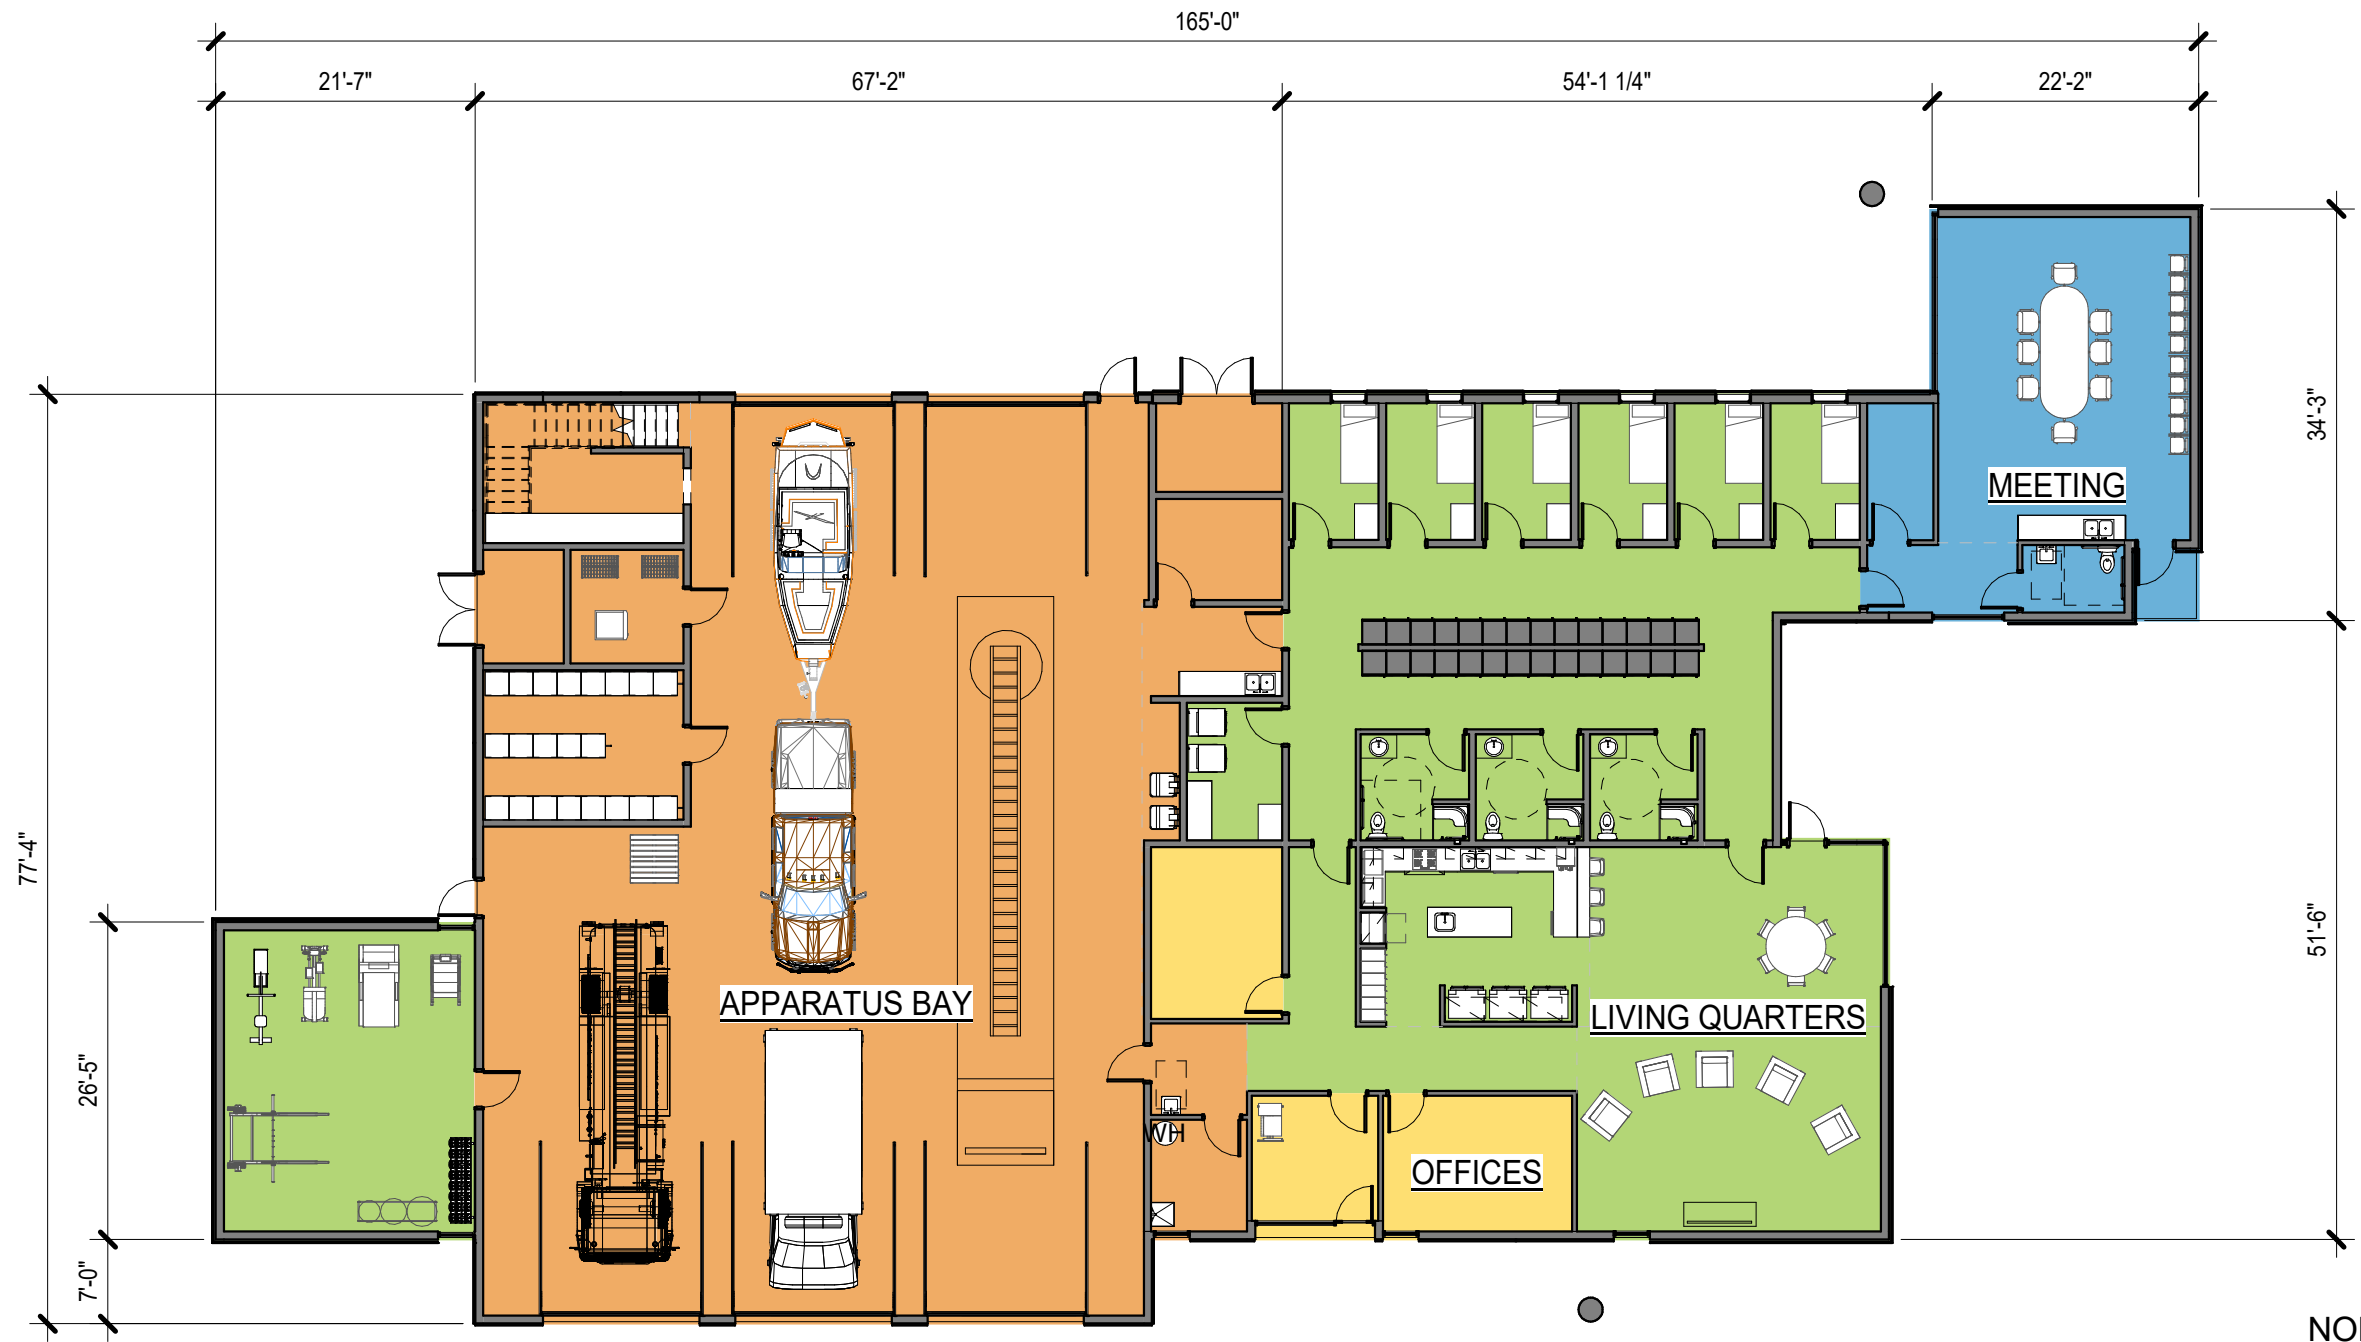 165'-0"
21'-7"
67'-2"
54'-1 1/4"
22'-2"
34'-3"
MEETING
77'-4"
51'-6"
APPARATUS BAY
LIVING QUARTERS
26'-5"
WH
OFFICES
7'-0"